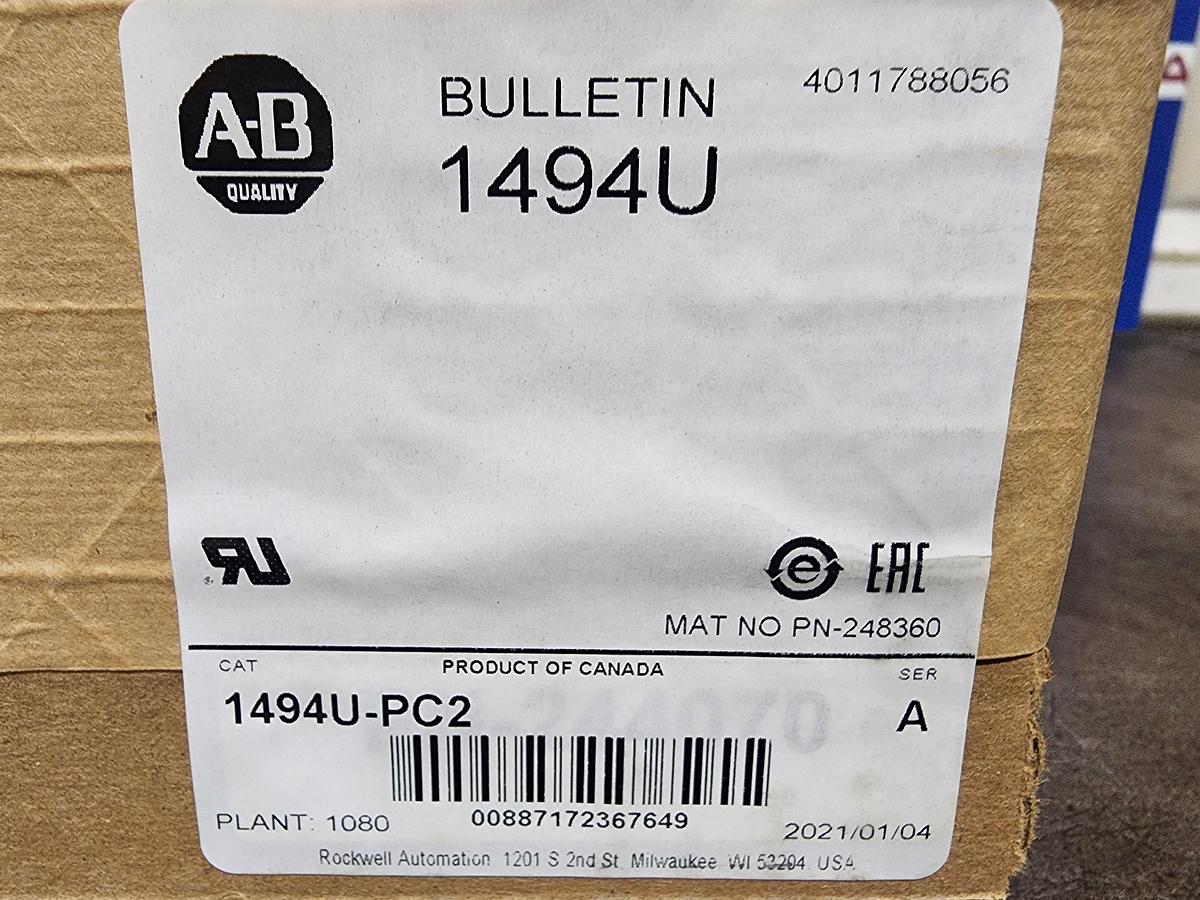 A-B
QUALITY
BULLETIN
1494U
4011788056
RU
e
EAC
MAT NO PN-248360
CAT
PRODUCT OF CANADA
SER
1494U-PC2
A
PLANT: 1080
00887172367649
2021/01/04
Rockwell Automation 1201 S 2nd St Milwaukee WI 53204 USA